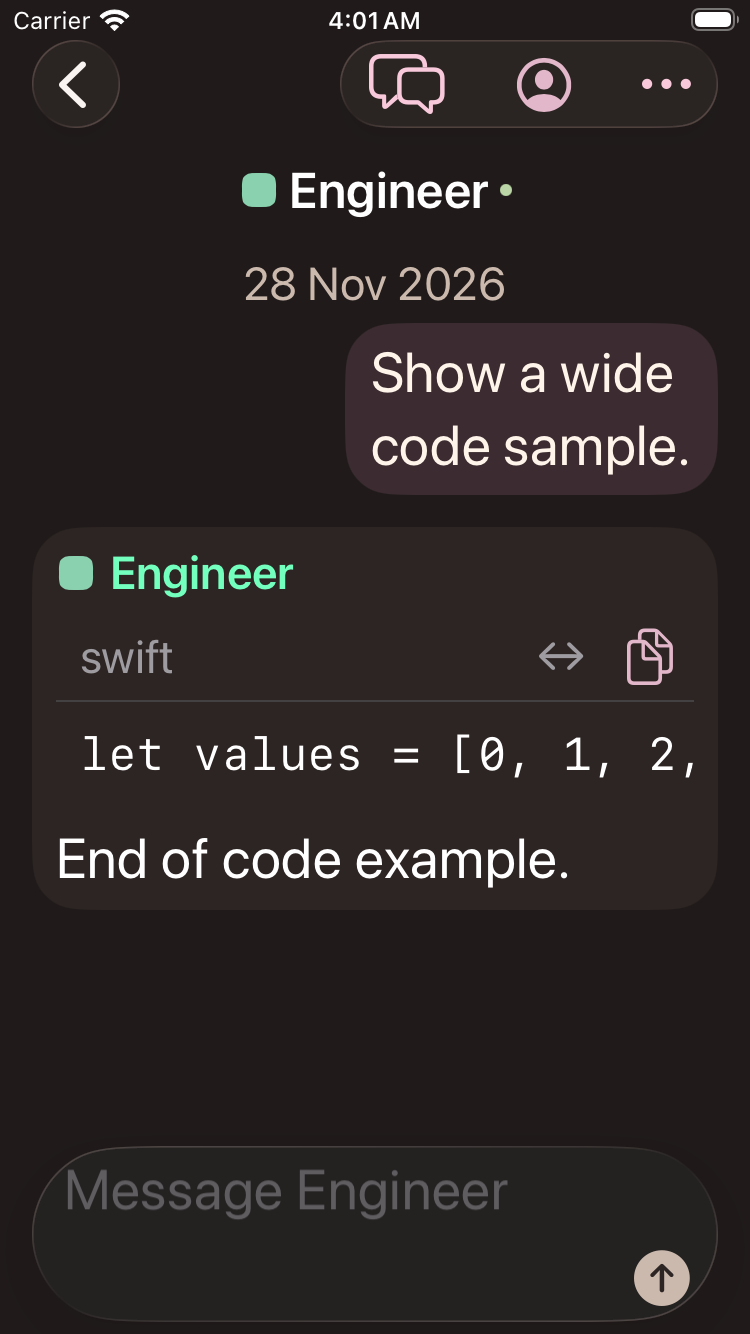 Carrier 4:01 AM
Engineer
28 Nov 2026
Show a wide
code sample.
Engineer
swift
let values = [0, 1, 2,
End of code example.
Message Engineer